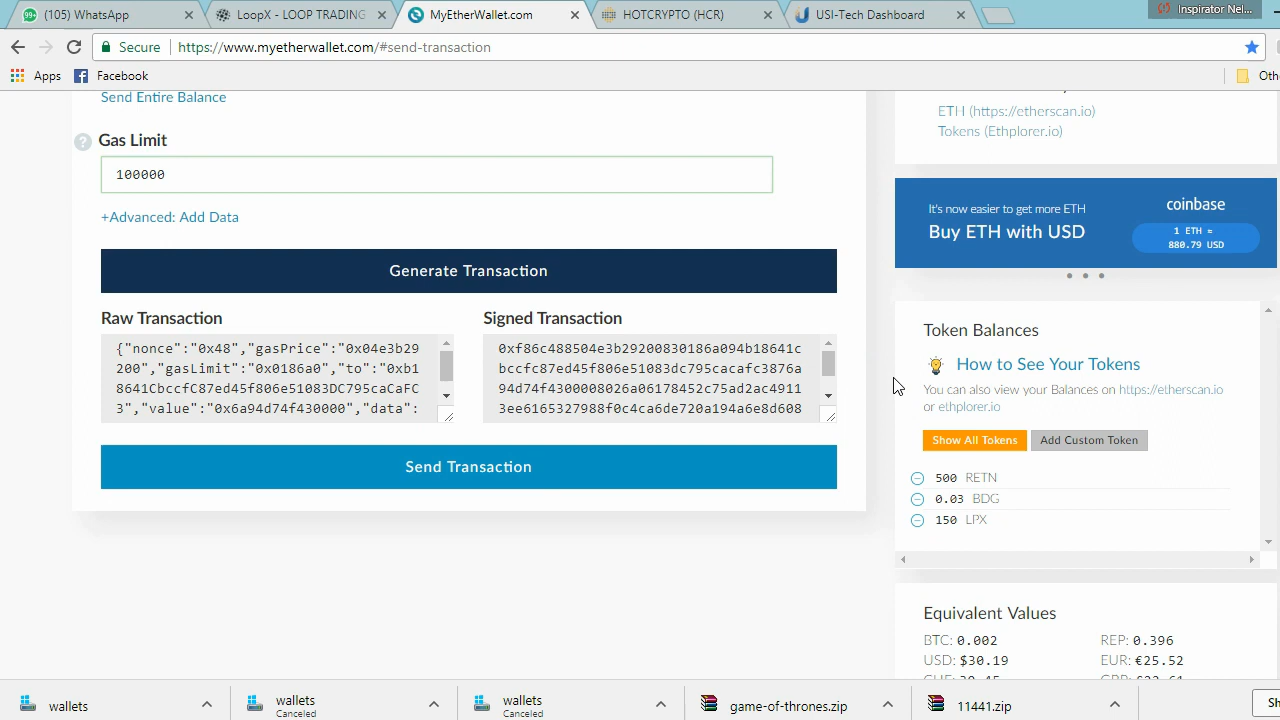 (105) WhatsApp
LoopX - LOOP TRADING
MyEtherWallet.com
HOTCRYPTO (HCR)
USI-Tech Dashboard
Inspirator Nel...
Secure
https://www.myetherwallet.com/#send-transaction
Apps
Facebook
Othe
Send Entire Balance
Gas Limit
100000
+Advanced: Add Data
Generate Transaction
Raw Transaction
{"nonce":"0x48","gasPrice":"0x04e3b29
200","gasLimit":"0x0186a0","to":"0xb1
8641CbccfC87ed45f806e51083DC795caCaFC
3","value":"0x6a94d74f430000","data":
Signed Transaction
0xf86c488504e3b29200830186a094b18641c
bccfc87ed45f806e51083dc795cacafc3876a
94d74f4300008026a06178452c75ad2ac4911
3ee6165327988f0c4ca6de720a194a6e8d608
Send Transaction
ETH (https://etherscan.io)
Tokens (Ethplorer.io)
It's now easier to get more ETH
Buy ETH with USD
coinbase
1 ETH ≈
880.79 USD
Token Balances
How to See Your Tokens
You can also view your Balances on https://etherscan.io
or ethplorer.io
Show All Tokens
Add Custom Token
500 RETN
0.03 BDG
150 LPX
Equivalent Values
BTC: 0.002
REP: 0.396
USD: $30.19
EUR: €25.52
wallets
wallets
Canceled
wallets
Canceled
game-of-thrones.zip
11441.zip